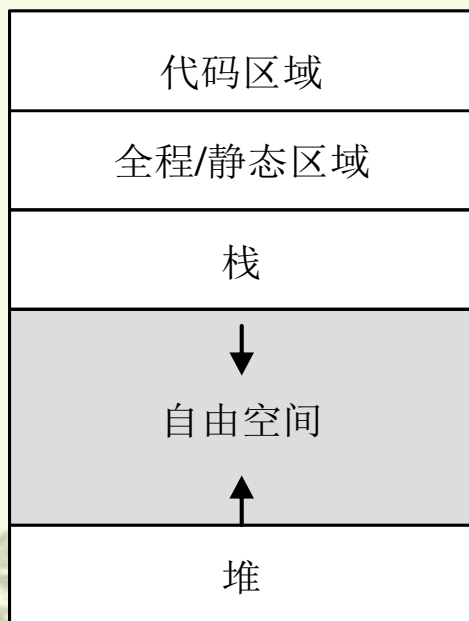 代码区域
全程/静态区域
栈
自由空间
堆